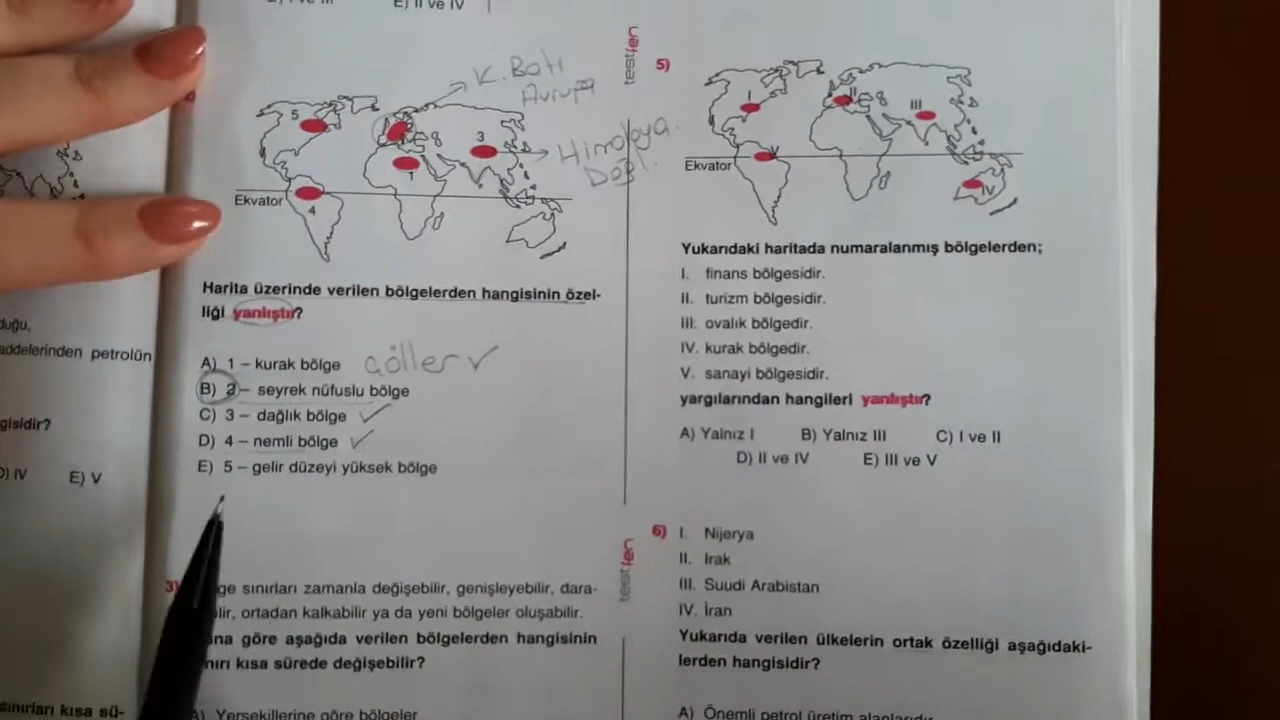 E) II ve IV
duğu,
addelerinden petrolün
gisidir?
D) IV E) V
sınırları kısa sü-
K. Batı
Avrupa
Himalaya
Dağl.
5
2
3
1
4
Ekvator
Harita üzerinde verilen bölgelerden hangisinin özel-
liği yanlıştır?
A) 1 – kurak bölge çöller ✓
B) 2 – seyrek nüfuslu bölge
C) 3 – dağlık bölge ✓
D) 4 – nemli bölge ✓
E) 5 – gelir düzeyi yüksek bölge
3)
ge sınırları zamanla değişebilir, genişleyebilir, dara-
lir, ortadan kalkabilir ya da yeni bölgeler oluşabilir.
na göre aşağıda verilen bölgelerden hangisinin
nırı kısa sürede değişebilir?
A) Yerşekillerine göre bölgeler
testfen
testfen
5)
I
II
III
V
IV
Ekvator
Yukarıdaki haritada numaralanmış bölgelerden;
I. finans bölgesidir.
II. turizm bölgesidir.
III. ovalık bölgedir.
IV. kurak bölgedir.
V. sanayi bölgesidir.
yargılarından hangileri yanlıştır?
A) Yalnız I B) Yalnız III C) I ve II
D) II ve IV E) III ve V
6) I. Nijerya
II. Irak
III. Suudi Arabistan
IV. İran
Yukarıda verilen ülkelerin ortak özelliği aşağıdaki-
lerden hangisidir?
A) Önemli petrol üretim alanlarıdır.